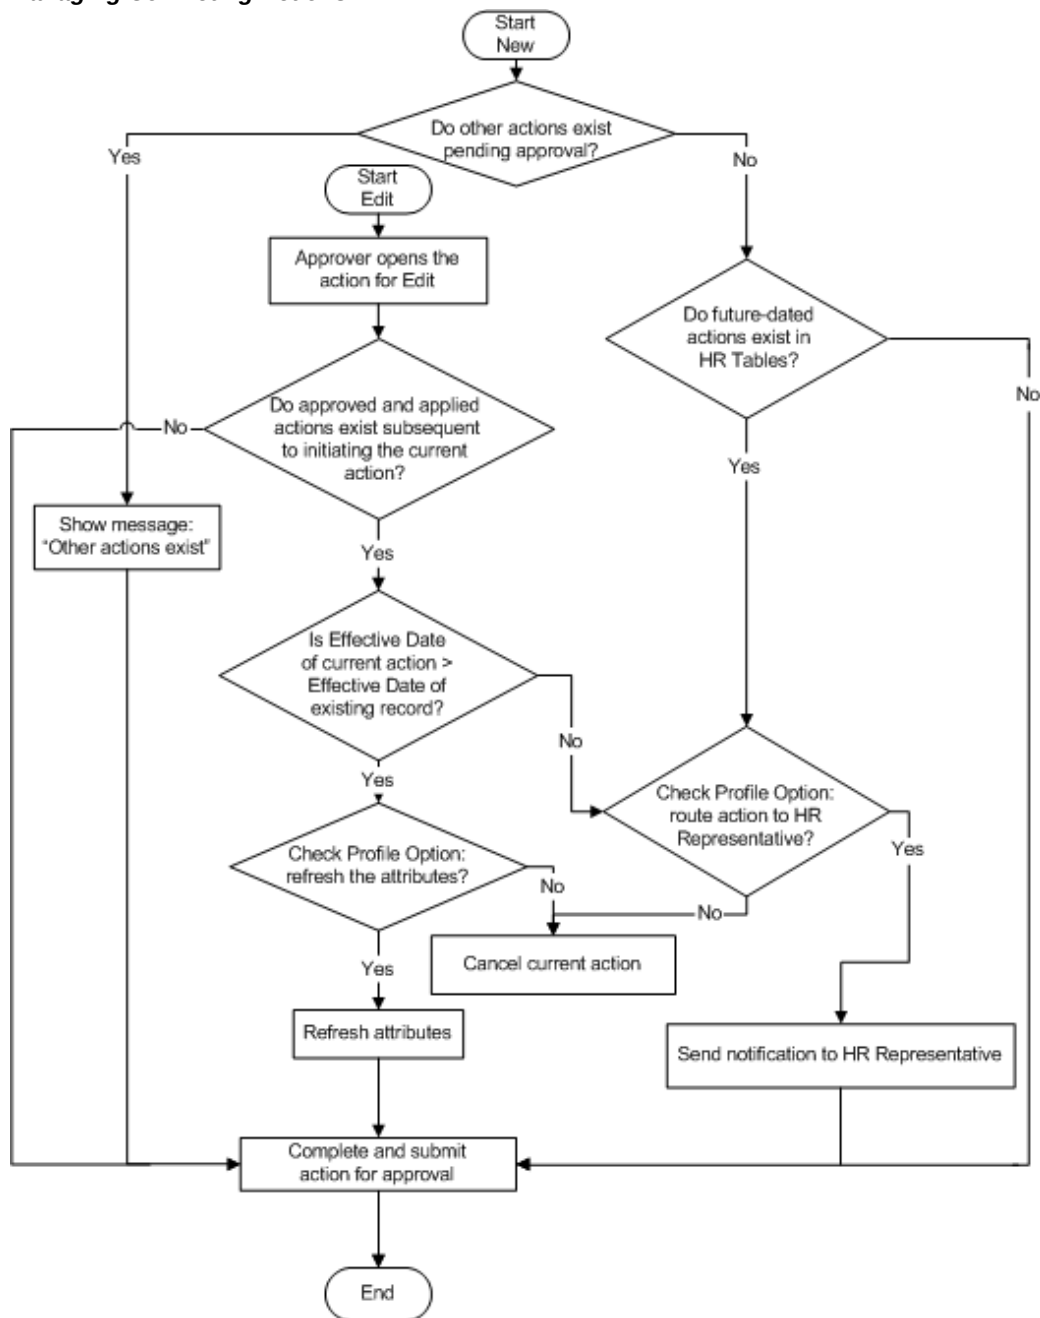 Start
New
Do other actions exist
pending approval?
Yes
No
Start
Edit
Approver opens the
action for Edit
Do future-dated
actions exist in
HR Tables?
No
Do approved and applied
actions exist subsequent
to initiating the current
action?
No
Yes
Show message:
“Other actions exist”
Yes
Is Effective Date
of current action >
Effective Date of
existing record?
No
Yes
Check Profile Option:
route action to HR
Representative?
Yes
Check Profile Option:
refresh the attributes?
No
No
Cancel current action
Yes
Refresh attributes
Send notification to HR Representative
Complete and submit
action for approval
End